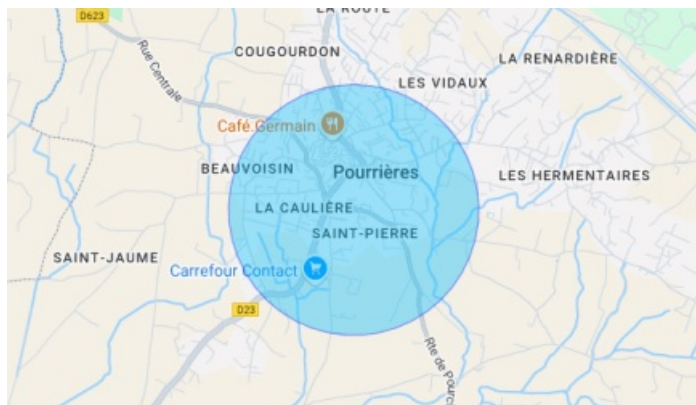 LA ROUTE
D623
COUGOURDON
LA RENARDIÈRE
Rue Centrale
LES VIDAUX
Café Germain
BEAUVOISIN
Pourrières
LES HERMENTAIRES
LA CAULIÈRE
SAINT-PIERRE
SAINT-JAUME
Carrefour Contact
D23
Rte de Pourc